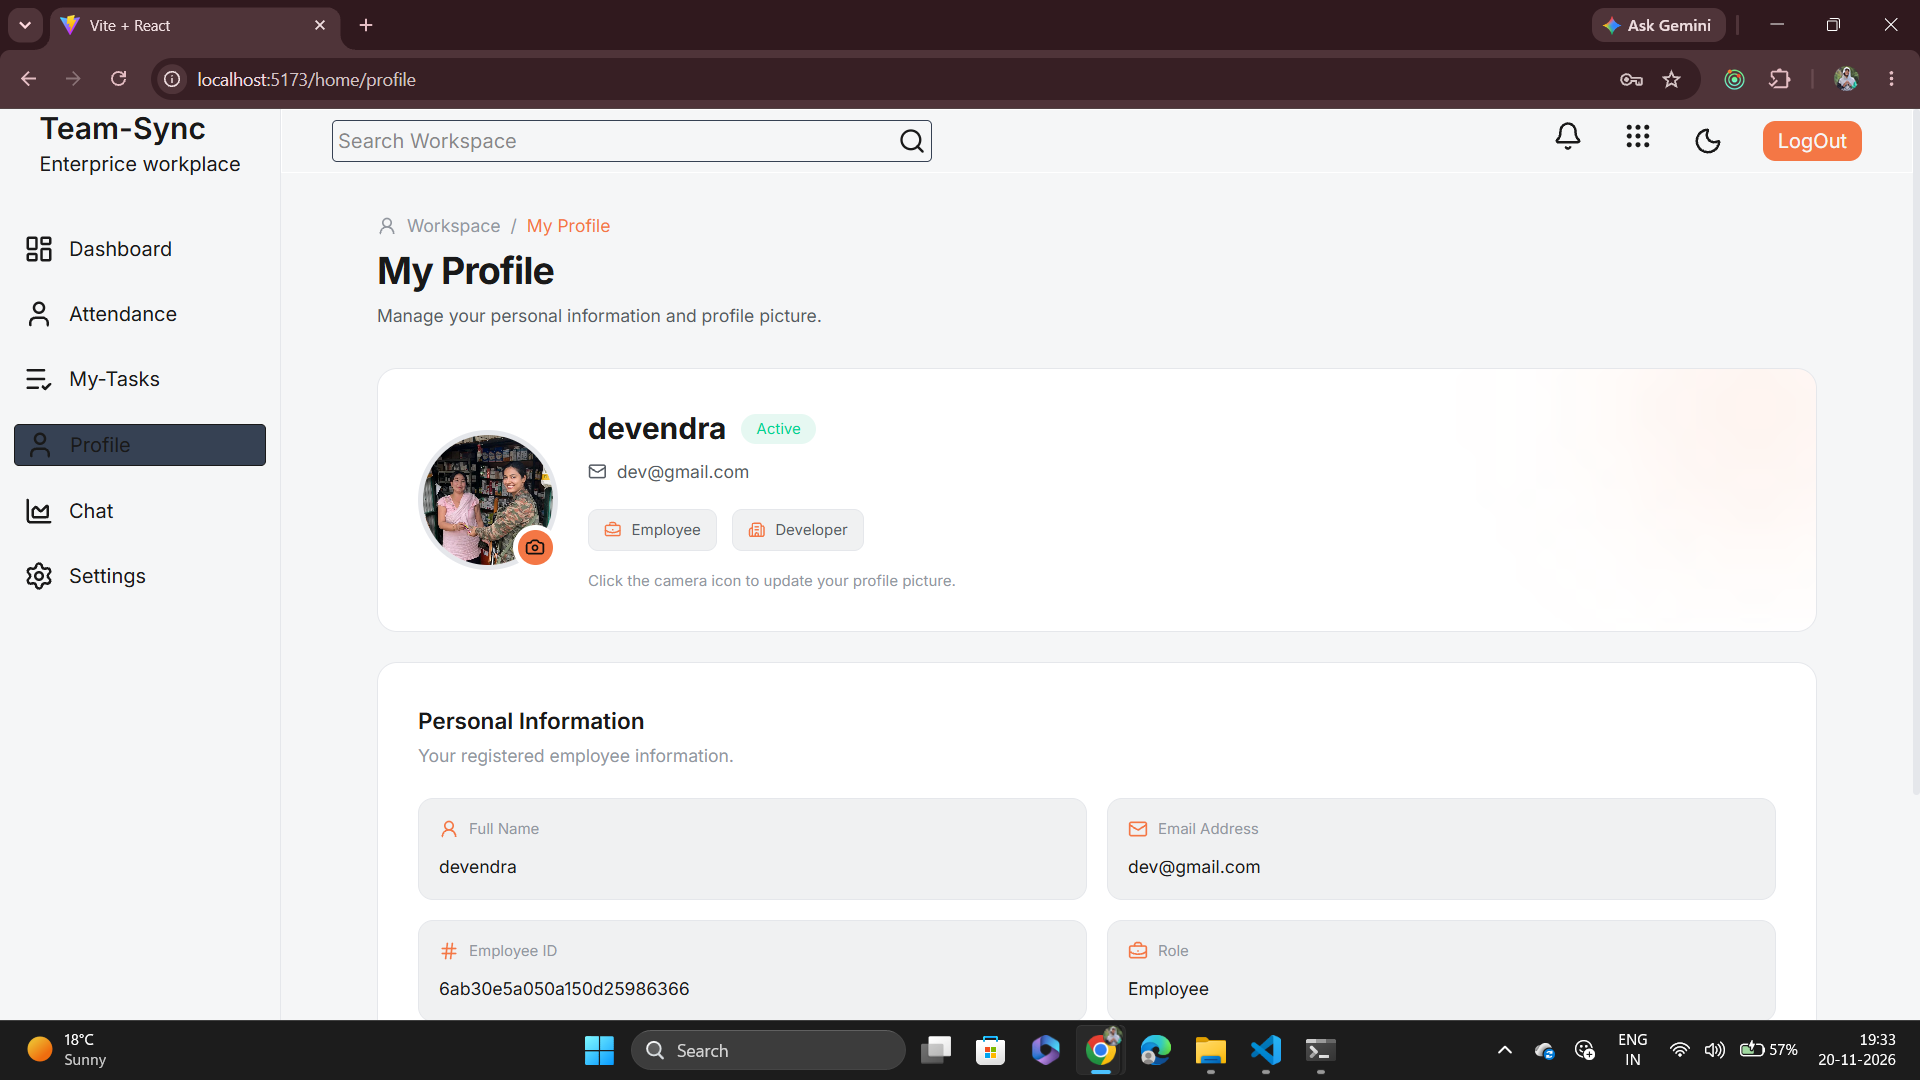 Vite + React
Ask Gemini
localhost:5173/home/profile
Team-Sync
Enterprice workplace
Search Workspace
LogOut
Dashboard
Attendance
My-Tasks
Profile
Chat
Settings
Workspace / My Profile
My Profile
Manage your personal information and profile picture.
devendra Active
dev@gmail.com
Employee Developer
Click the camera icon to update your profile picture.
Personal Information
Your registered employee information.
Full Name
devendra
Email Address
dev@gmail.com
# Employee ID
6ab30e5a050a150d25986366
Role
Employee
18°C
Sunny
Search
ENG
IN
57%
19:33
20-11-2026